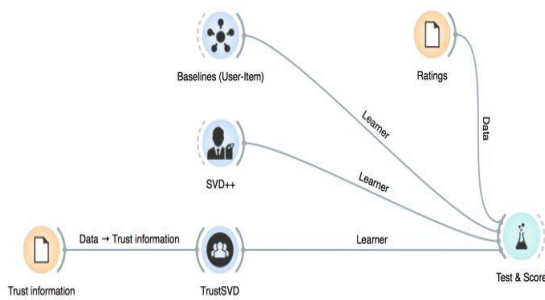 Baselines (User-Item)
Ratings
Learner
Data
SVD++
Learner
Data → Trust information
Learner
Trust information
TrustSVD
Test & Score